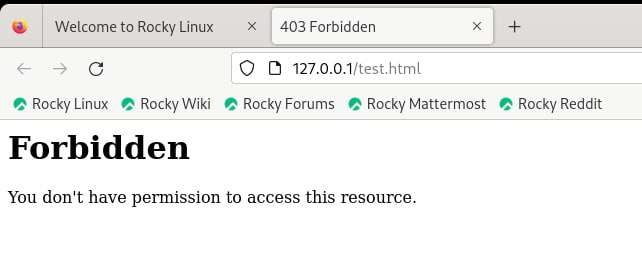 Welcome to Rocky Linux
403 Forbidden
127.0.0.1/test.html
Rocky Linux Rocky Wiki Rocky Forums Rocky Mattermost Rocky Reddit
Forbidden
You don't have permission to access this resource.